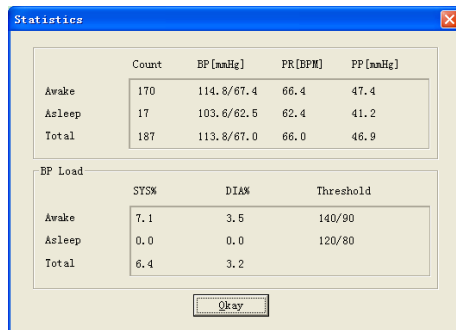 Statistics
Count BP[mmHg] PR[BPM] PP[mmHg]
Awake 170 114.8/67.4 66.4 47.4
Asleep 17 103.6/62.5 62.4 41.2
Total 187 113.8/67.0 66.0 46.9
BP Load
SYS% DIA% Threshold
Awake 7.1 3.5 140/90
Asleep 0.0 0.0 120/80
Total 6.4 3.2
Okay